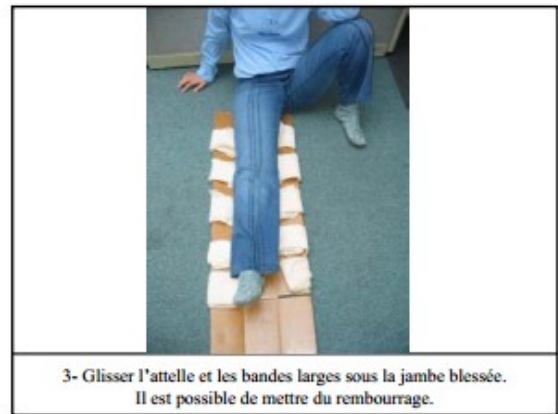 3- Glisser l'attelle et les bandes larges sous la jambe blessée.
Il est possible de mettre du rembourrage.